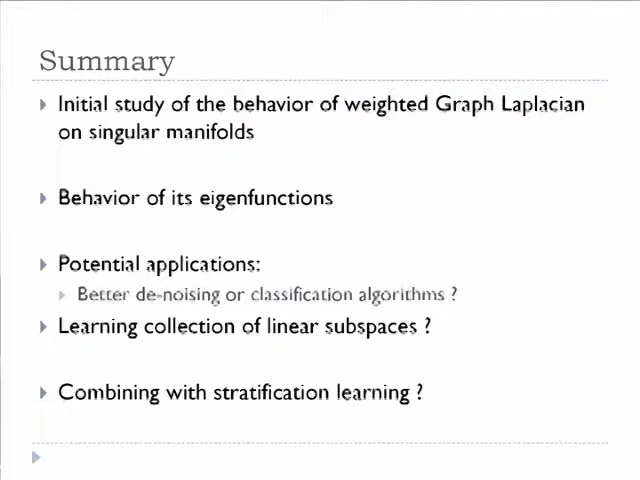 Summary
Initial study of the behavior of weighted Graph Laplacian
on singular manifolds
Behavior of its eigenfunctions
Potential applications:
Better de-noising or classification algorithms ?
Learning collection of linear subspaces ?
Combining with stratification learning ?